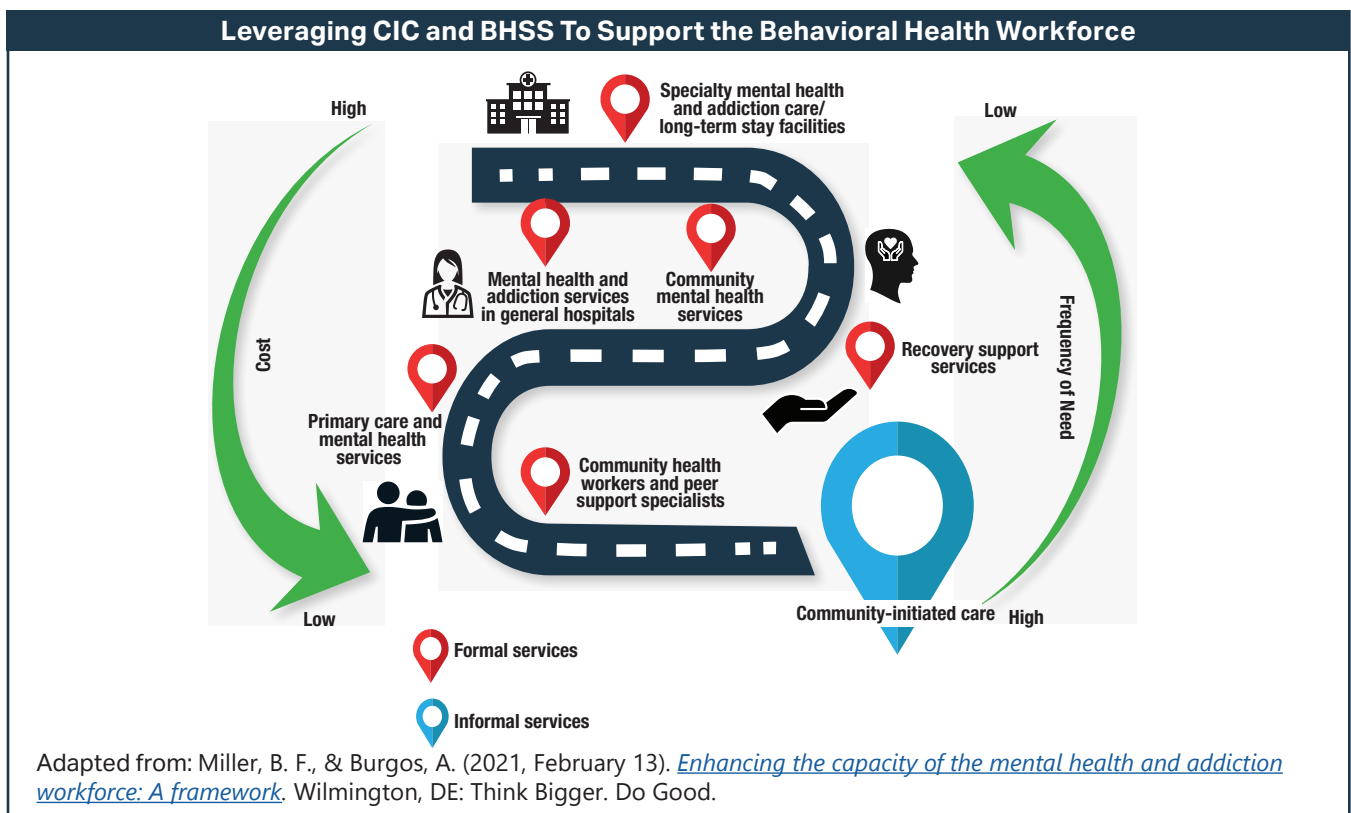 Leveraging CIC and BHSS To Support the Behavioral Health Workforce
High
Specialty mental health
and addiction care/
long-term stay facilities
Low
Mental health and
addiction services
in general hospitals
Community
mental health
services
Cost
Recovery support
services
Frequency of Need
Primary care and
mental health
services
Community health
workers and peer
support specialists
Low
Community-initiated care
High
Formal services
Informal services
Adapted from: Miller, B. F., & Burgos, A. (2021, February 13). Enhancing the capacity of the mental health and addiction
workforce: A framework. Wilmington, DE: Think Bigger. Do Good.